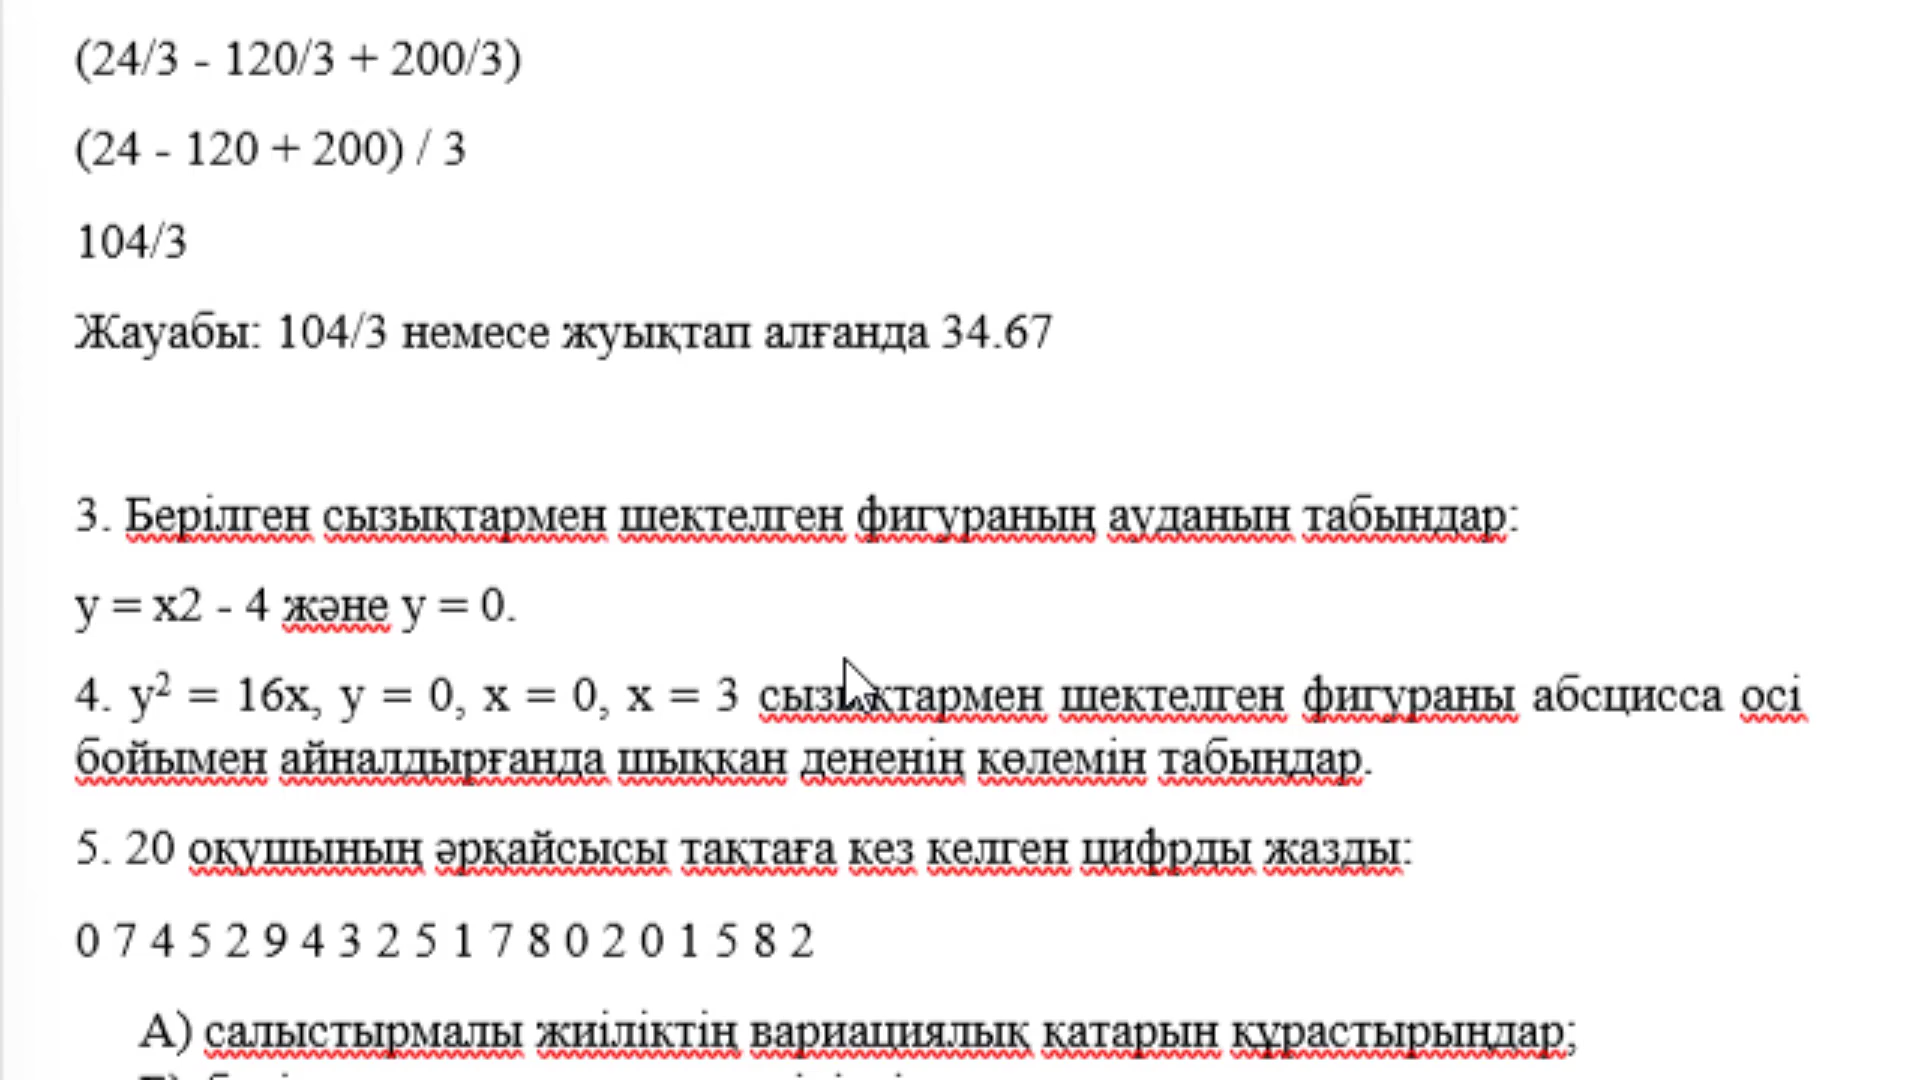 (24/3 - 120/3 + 200/3)
(24 - 120 + 200) / 3
104/3
Жауабы: 104/3 немесе жуықтап алғанда 34.67
3. Берілген сызықтармен шектелген фигураның ауданын табыңдар:
y = x2 - 4 және y = 0.
4. y² = 16x, y = 0, x = 0, x = 3 сызықтармен шектелген фигураны абсцисса осі
бойымен айналдырғанда шыққан дененің көлемін табыңдар.
5. 20 оқушының әрқайсысы тақтаға кез келген цифрды жазды:
0 7 4 5 2 9 4 3 2 5 1 7 8 0 2 0 1 5 8 2
А) салыстырмалы жиіліктің вариациялық қатарын құрастырыңдар;